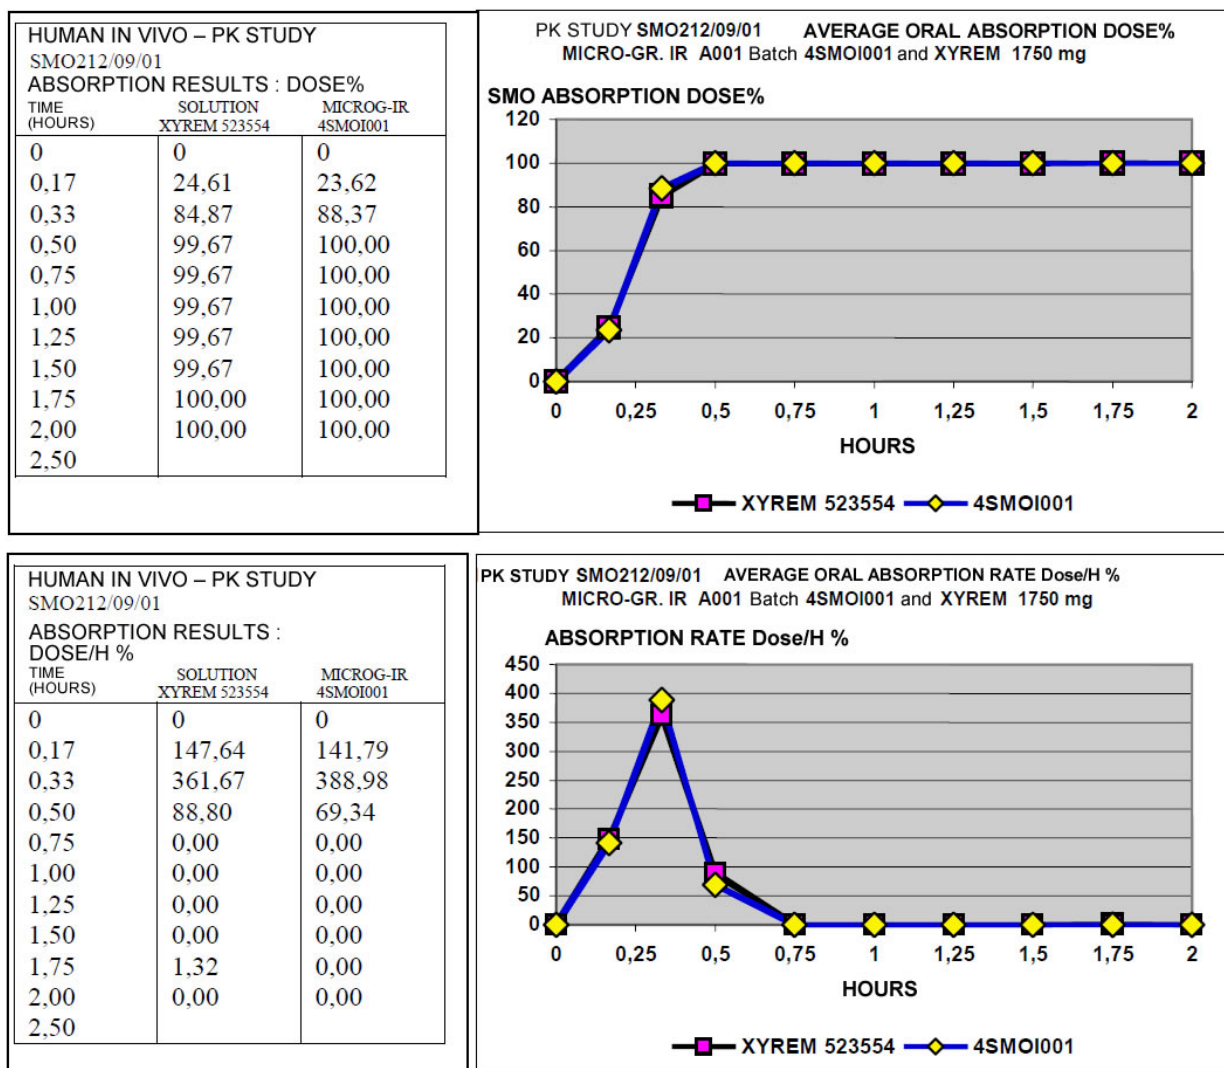 HUMAN IN VIVO – PK STUDY
SMO212/09/01
ABSORPTION RESULTS : DOSE%
TIME SOLUTION MICROG-IR
(HOURS) XYREM 523554 4SMOI001
0 0 0
0,17 24,61 23,62
0,33 84,87 88,37
0,50 99,67 100,00
0,75 99,67 100,00
1,00 99,67 100,00
1,25 99,67 100,00
1,50 99,67 100,00
1,75 100,00 100,00
2,00 100,00 100,00
2,50
PK STUDY SMO212/09/01 AVERAGE ORAL ABSORPTION DOSE%
MICRO-GR. IR A001 Batch 4SMOI001 and XYREM 1750 mg
SMO ABSORPTION DOSE%
120
100
80
60
40
20
0
0 0,25 0,5 0,75 1 1,25 1,5 1,75 2
HOURS
XYREM 523554 4SMOI001
HUMAN IN VIVO – PK STUDY
SMO212/09/01
ABSORPTION RESULTS :
DOSE/H %
TIME SOLUTION MICROG-IR
(HOURS) XYREM 523554 4SMOI001
0 0 0
0,17 147,64 141,79
0,33 361,67 388,98
0,50 88,80 69,34
0,75 0,00 0,00
1,00 0,00 0,00
1,25 0,00 0,00
1,50 0,00 0,00
1,75 1,32 0,00
2,00 0,00 0,00
2,50
PK STUDY SMO212/09/01 AVERAGE ORAL ABSORPTION RATE Dose/H %
MICRO-GR. IR A001 Batch 4SMOI001 and XYREM 1750 mg
ABSORPTION RATE Dose/H %
450
400
350
300
250
200
150
100
50
0
0 0,25 0,5 0,75 1 1,25 1,5 1,75 2
HOURS
XYREM 523554 4SMOI001